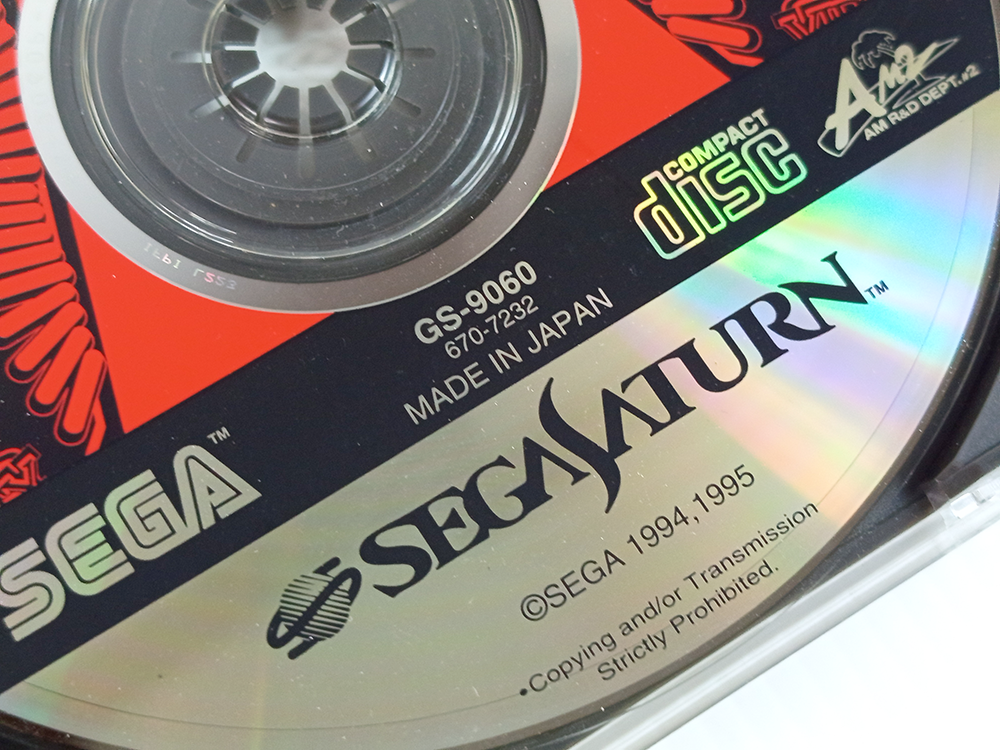 AM2
AM R&D DEPT.#2
COMPACT
disc
GS-9060
670-7232
MADE IN JAPAN
SEGA™
SEGA SATURN™
©SEGA 1994,1995
•Copying and/or Transmission
Strictly Prohibited.